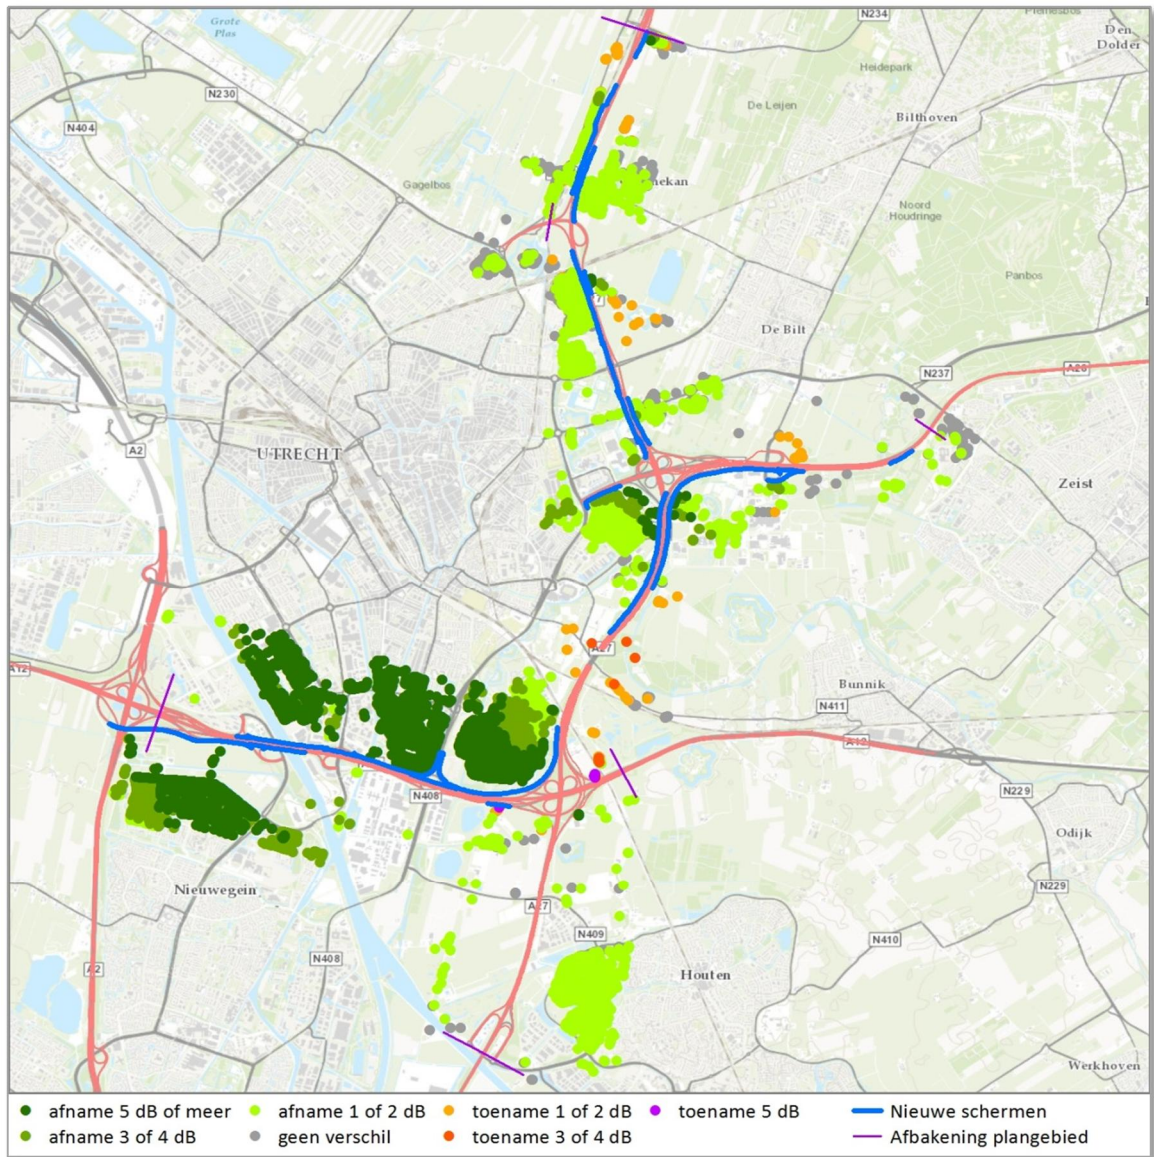 N234
Pleinesbos
Grote
Plas
Den
Dolder
Heidepark
N230
De Leijen
Bilthoven
N404
Gagelbos
nekan
Noord
Houdringe
Panbos
De Bilt
N237
A28
A2
UTRECHT
Zeist
A27
A12
Bunnik
N411
A12
N408
N229
Odijk
Nieuwegein
N229
A27
N409
N410
N408
A2
Houten
Werkhoven
afname 5 dB of meer
afname 1 of 2 dB
toename 1 of 2 dB
toename 5 dB
Nieuwe schermen
afname 3 of 4 dB
geen verschil
toename 3 of 4 dB
Afbakening plangebied